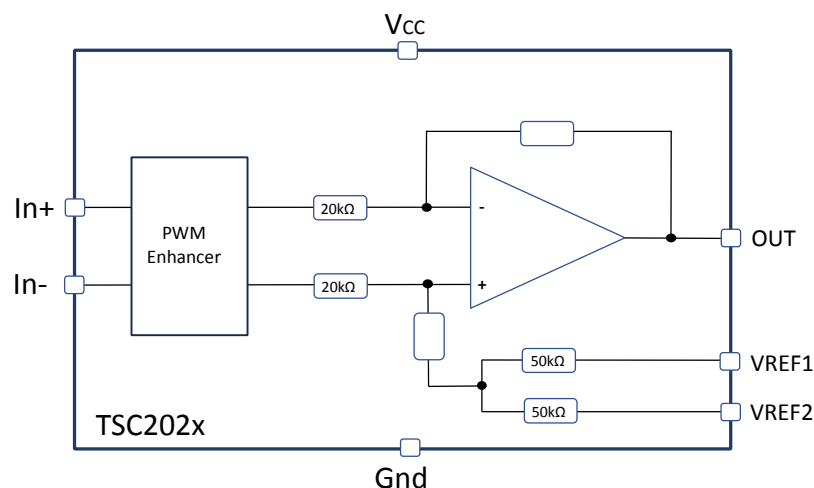 Vcc
In+
In-
PWM
Enhancer
20kΩ
20kΩ
-
+
OUT
50kΩ
VREF1
50kΩ
VREF2
TSC202x
Gnd